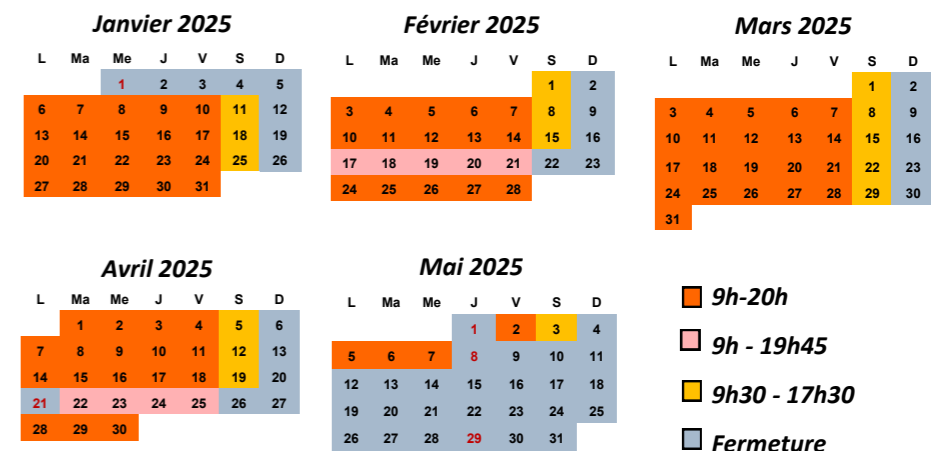 Janvier 2025
L Ma Me J V S D
1 2 3 4 5
6 7 8 9 10 11 12
13 14 15 16 17 18 19
20 21 22 23 24 25 26
27 28 29 30 31
Février 2025
L Ma Me J V S D
1 2
3 4 5 6 7 8 9
10 11 12 13 14 15 16
17 18 19 20 21 22 23
24 25 26 27 28
Mars 2025
L Ma Me J V S D
1 2
3 4 5 6 7 8 9
10 11 12 13 14 15 16
17 18 19 20 21 22 23
24 25 26 27 28 29 30
31
Avril 2025
L Ma Me J V S D
1 2 3 4 5 6
7 8 9 10 11 12 13
14 15 16 17 18 19 20
21 22 23 24 25 26 27
28 29 30
Mai 2025
L Ma Me J V S D
1 2 3 4
5 6 7 8 9 10 11
12 13 14 15 16 17 18
19 20 21 22 23 24 25
26 27 28 29 30 31
9h-20h
9h - 19h45
9h30 - 17h30
Fermeture